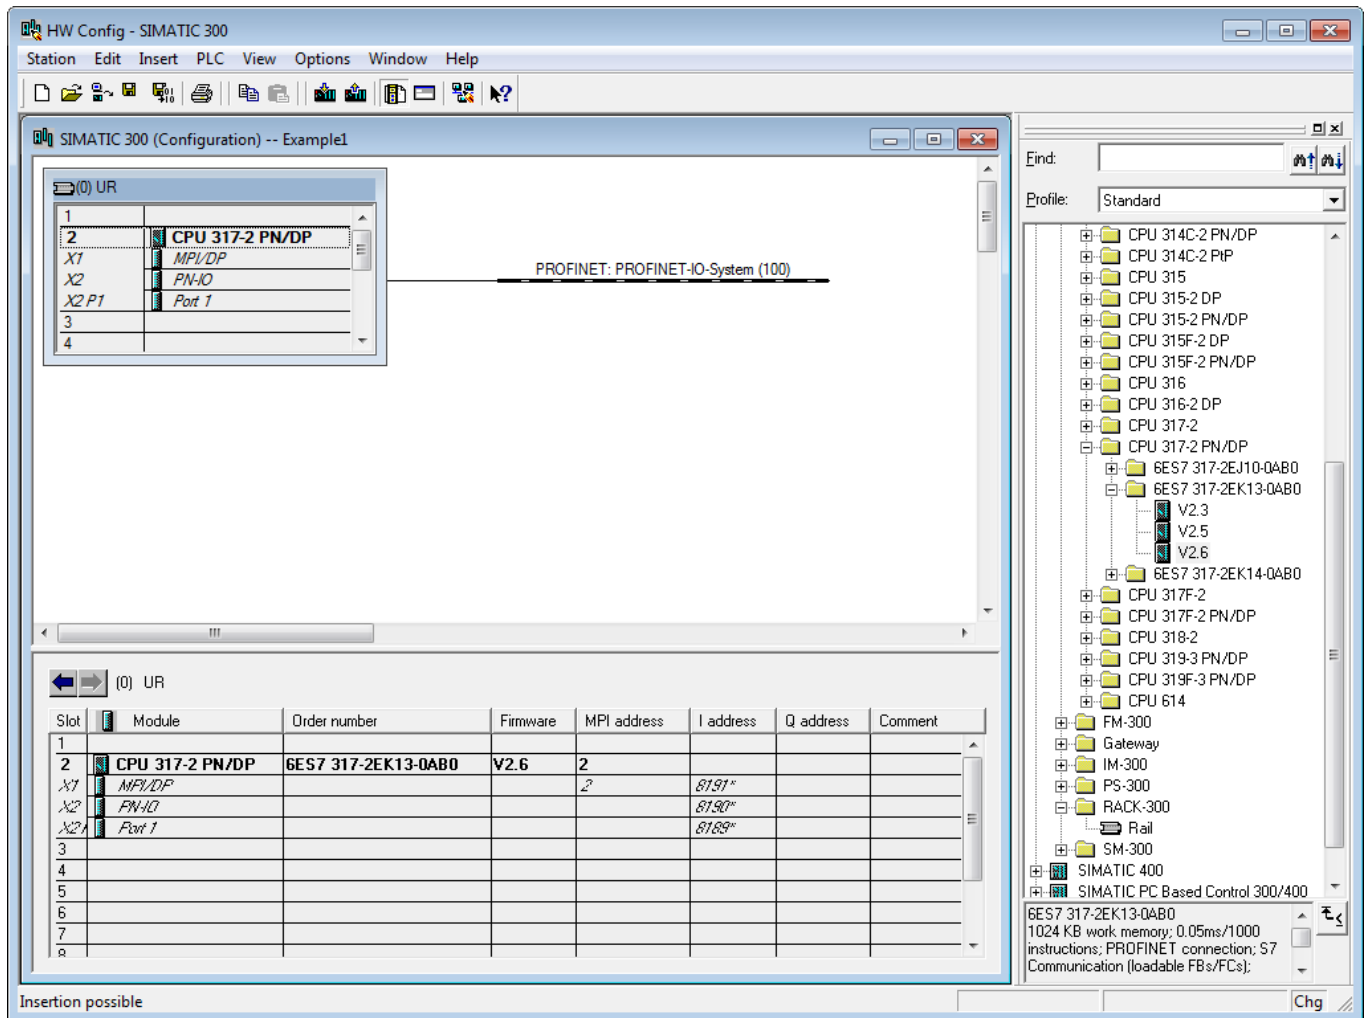 HW Config - SIMATIC 300
Station Edit Insert PLC View Options Window Help
SIMATIC 300 (Configuration) -- Example1
(0) UR
1
2 CPU 317-2 PN/DP
X1 MPI/DP
X2 PN-IO
X2 P1 Port 1
3
4
PROFINET: PROFINET-IO-System (100)
(0) UR
Slot Module Order number Firmware MPI address I address Q address Comment
1
2 CPU 317-2 PN/DP 6ES7 317-2EK13-0AB0 V2.6 2
X1 MPI/DP 2 8191*
X2 PN-IO 8190*
X2 Port 1 8189*
3
4
5
6
7
8
Find:
Profile: Standard
CPU 314C-2 PN/DP
CPU 314C-2 PtP
CPU 315
CPU 315-2 DP
CPU 315-2 PN/DP
CPU 315F-2 DP
CPU 315F-2 PN/DP
CPU 316
CPU 316-2 DP
CPU 317-2
CPU 317-2 PN/DP
6ES7 317-2EJ10-0AB0
6ES7 317-2EK13-0AB0
V2.3
V2.5
V2.6
6ES7 317-2EK14-0AB0
CPU 317F-2
CPU 317F-2 PN/DP
CPU 318-2
CPU 319-3 PN/DP
CPU 319F-3 PN/DP
CPU 614
FM-300
Gateway
IM-300
PS-300
RACK-300
Rail
SM-300
SIMATIC 400
SIMATIC PC Based Control 300/400
6ES7 317-2EK13-0AB0
1024 KB work memory; 0.05ms/1000
instructions; PROFINET connection; S7
Communication (loadable FBs/FCs);
Insertion possible
Chg